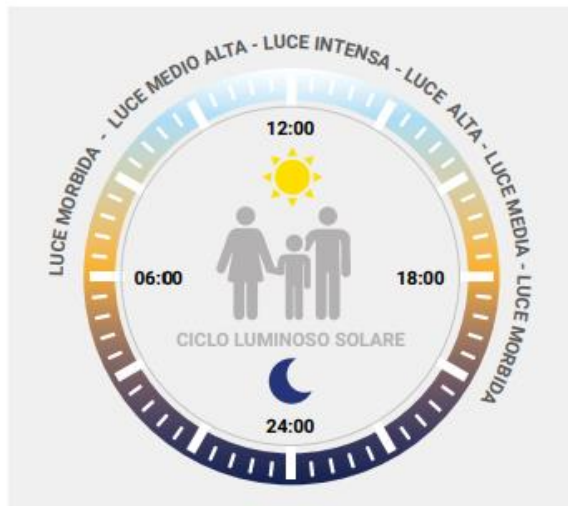 LUCE MORBIDA - LUCE MEDIO ALTA - LUCE INTENSA - LUCE ALTA - LUCE MEDIA - LUCE MORBIDA
12:00
06:00
18:00
CICLO LUMINOSO SOLARE
24:00